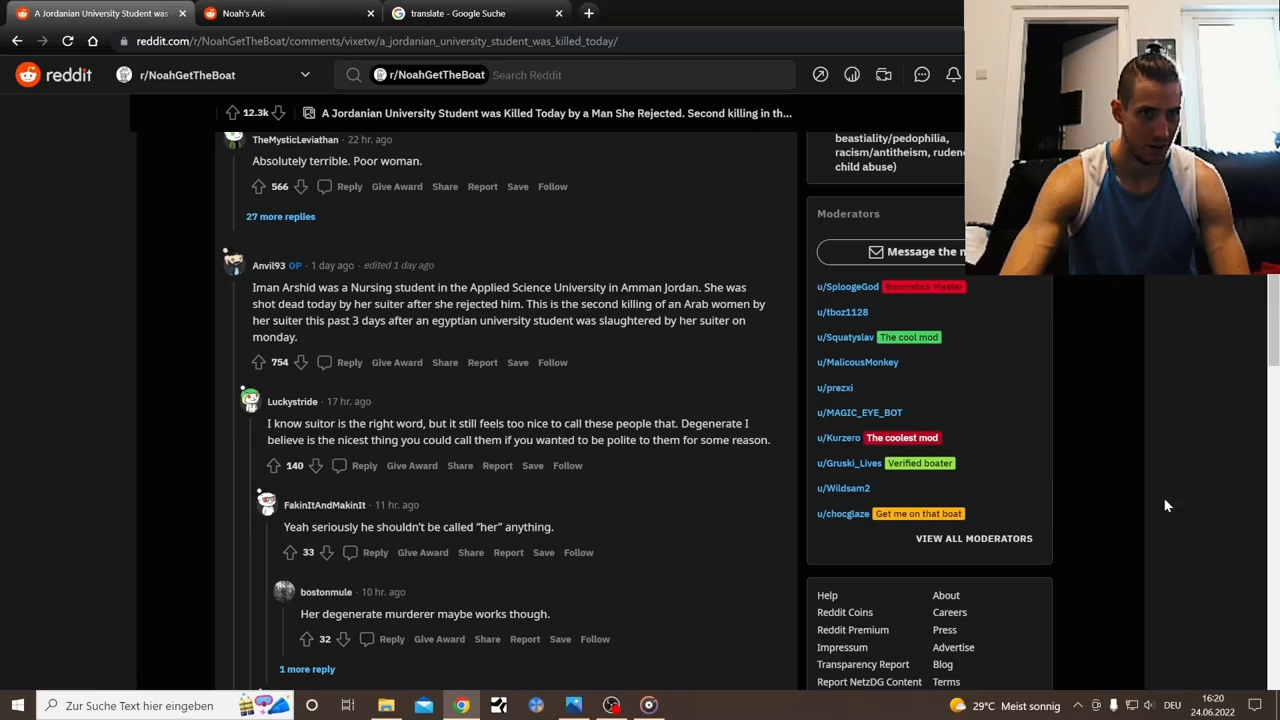 A Jordanian University Student was
Noah's Ark
suitate - Google Su
reddit.com/r/NoahGetTheBoat/comments/
reddit
r/NoahGetTheBoat
r/NoahGetTheBoat
Search Reddit
12.3k
A Jordanian University Student was Killed Today by a Man She Rejected. Second killing in th...
TheMysticLeviathan · 22 hr. ago
Absolutely terrible. Poor woman.
566 Reply Give Award Share Report Save Follow
27 more replies
OP · 1 day ago · edited 1 day ago
Iman Arshid was a Nursing student in the Applied Science University in Amman Jordan. She was
shot dead today by her suiter after she rejected him. This is the second killing of an Arab women by
her suiter this past 3 days after an egyptian university student was slaughtered by her suiter on
monday.
754 Reply Give Award Share Report Save Follow
Luckystride · 17 hr. ago
I know suitor is the right word, but it still feels too nice to call these people that. Degenerate I
believe is the nicest thing you could call them if you wanted to be polite to them for some reason.
140 Reply Give Award Share Report Save Follow
FakinItAndMakinIt · 11 hr. ago
Yeah seriously he shouldn't be called "her" anything.
33 Reply Give Award Share Report Save Follow
bostonmule · 10 hr. ago
Her degenerate murderer maybe works though.
32 Reply Give Award Share Report Save Follow
1 more reply
beastiality/pedophilia,
racism/antitheism, ruden
child abuse)
Moderators
Message the m
u/SploogeGod Boomstick Master
u/tboz1128
u/Squatyslav The cool mod
u/MalicousMonkey
u/prezxi
u/MAGIC_EYE_BOT
u/Kurzero The coolest mod
u/Gruski_Lives Verified boater
u/Wildsam2
u/chocglaze Get me on that boat
VIEW ALL MODERATORS
Help About
Reddit Coins Careers
Reddit Premium Press
Impressum Advertise
Transparency Report Blog
Report NetzDG Content Terms
Zur Suche Text hier eingeben
29°C Meist sonnig
DEU
16:20
24.06.2022